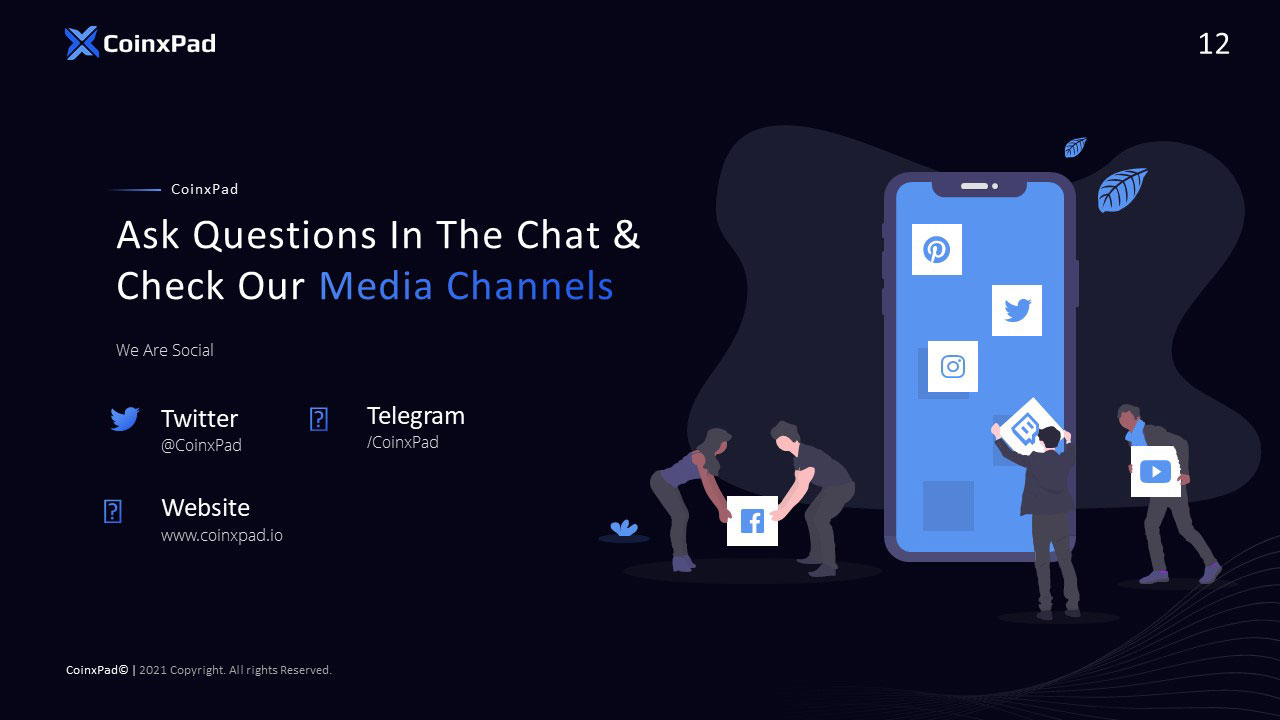 CoinxPad
12
CoinxPad
Ask Questions In The Chat &
Check Our Media Channels
We Are Social
Twitter
@CoinxPad
Telegram
/CoinxPad
Website
www.coinxpad.io
CoinxPad© | 2021 Copyright. All rights Reserved.